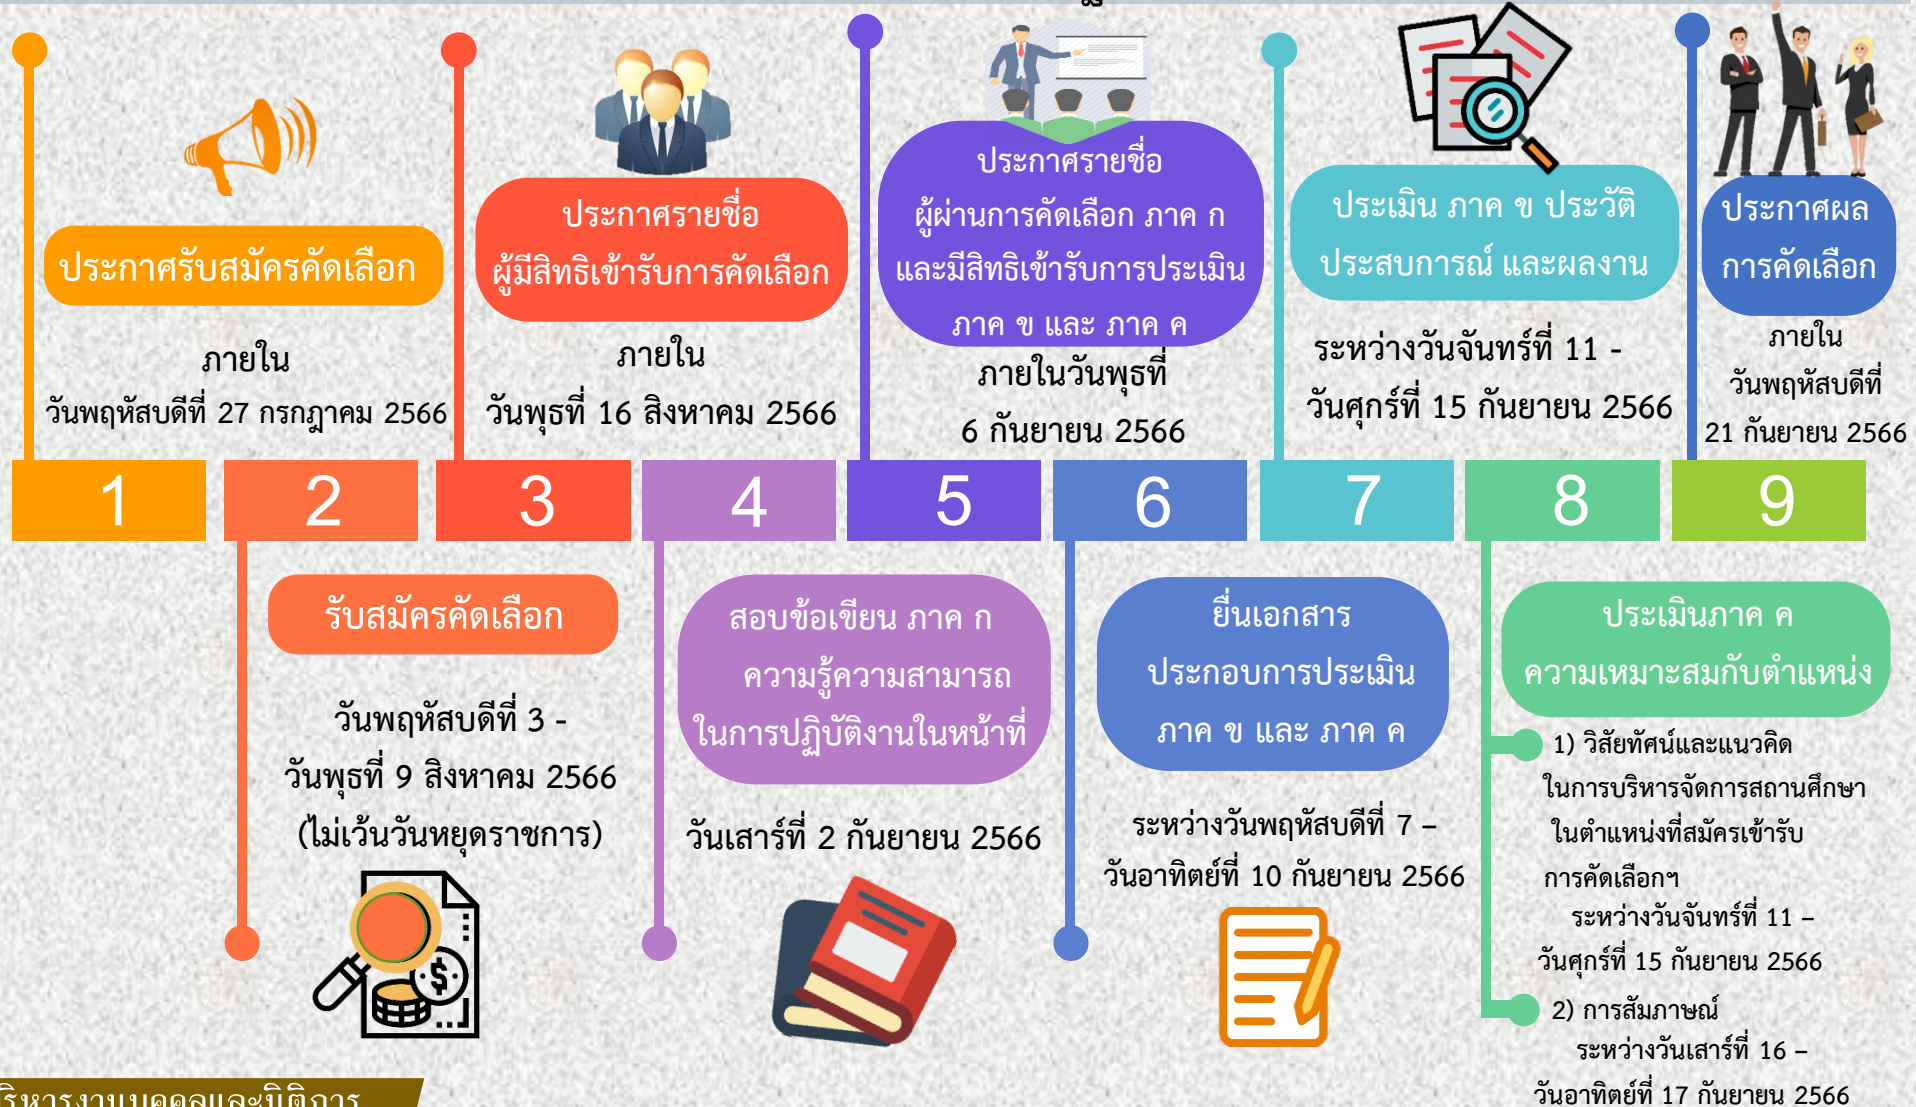 ประกาศรับสมัครคัดเลือก
ภายใน
วันพฤหัสบดีที่ 27 กรกฎาคม 2566
ประกาศรายชื่อ
ผู้มีสิทธิเข้ารับการคัดเลือก
ภายใน
วันพุธที่ 16 สิงหาคม 2566
ประกาศรายชื่อ
ผู้ผ่านการคัดเลือก ภาค ก
และมีสิทธิเข้ารับการประเมิน
ภาค ข และ ภาค ค
ภายในวันพุธที่
6 กันยายน 2566
ประเมิน ภาค ข ประวัติ
ประสบการณ์ และผลงาน
ระหว่างวันจันทร์ที่ 11 -
วันศุกร์ที่ 15 กันยายน 2566
ประกาศผล
การคัดเลือก
ภายใน
วันพฤหัสบดีที่
21 กันยายน 2566
1 2 3 4 5 6 7 8 9
รับสมัครคัดเลือก
วันพฤหัสบดีที่ 3 -
วันพุธที่ 9 สิงหาคม 2566
(ไม่เว้นวันหยุดราชการ)
สอบข้อเขียน ภาค ก
ความรู้ความสามารถ
ในการปฏิบัติงานในหน้าที่
วันเสาร์ที่ 2 กันยายน 2566
ยื่นเอกสาร
ประกอบการประเมิน
ภาค ข และ ภาค ค
ระหว่างวันพฤหัสบดีที่ 7 –
วันอาทิตย์ที่ 10 กันยายน 2566
ประเมินภาค ค
ความเหมาะสมกับตำแหน่ง
1) วิสัยทัศน์และแนวคิด
ในการบริหารจัดการสถานศึกษา
ในตำแหน่งที่สมัครเข้ารับ
การคัดเลือกฯ
ระหว่างวันจันทร์ที่ 11 –
วันศุกร์ที่ 15 กันยายน 2566
2) การสัมภาษณ์
ระหว่างวันเสาร์ที่ 16 –
วันอาทิตย์ที่ 17 กันยายน 2566
ริหารงานบุคคลและนิติการ